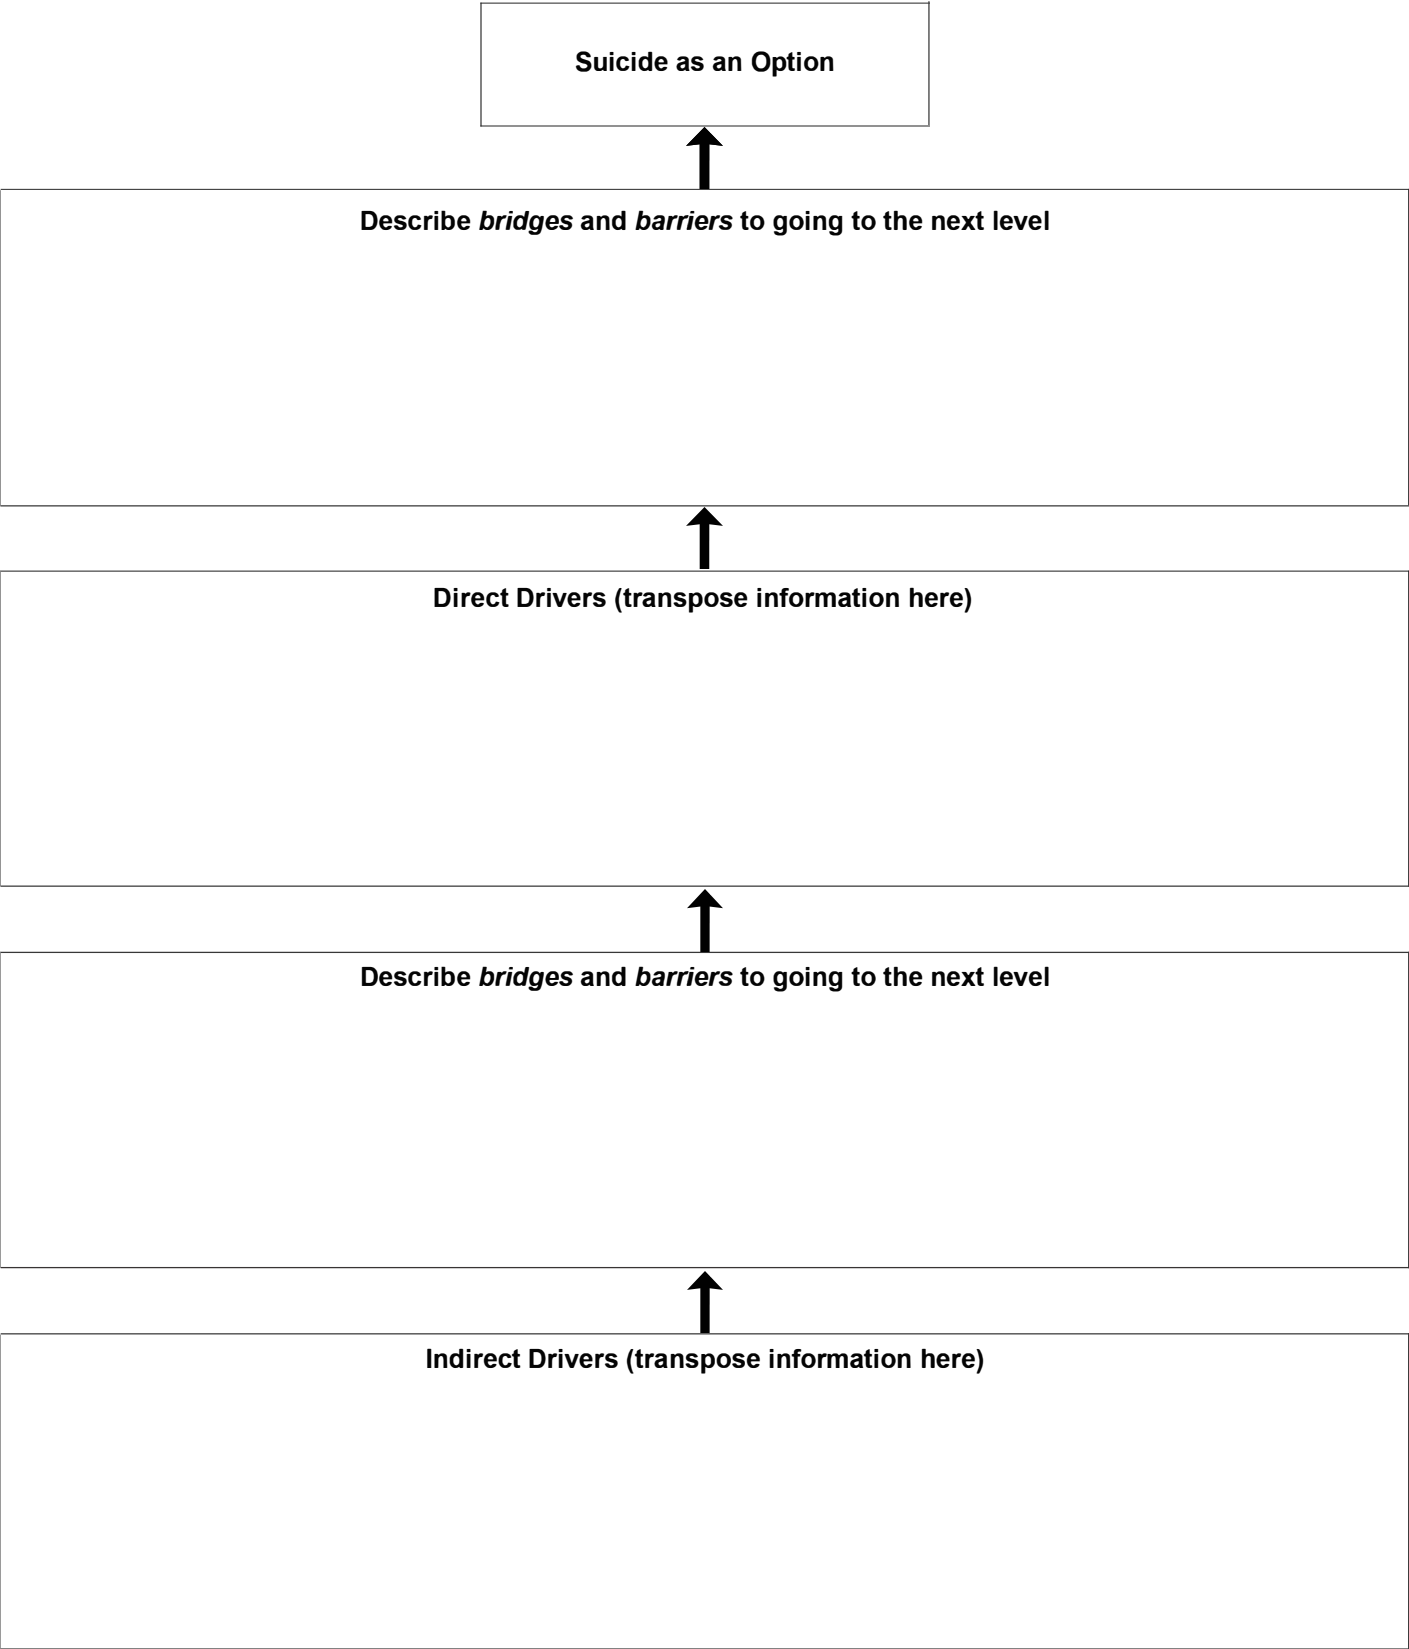 Suicide as an Option
Describe bridges and barriers to going to the next level
Direct Drivers (transpose information here)
Describe bridges and barriers to going to the next level
Indirect Drivers (transpose information here)